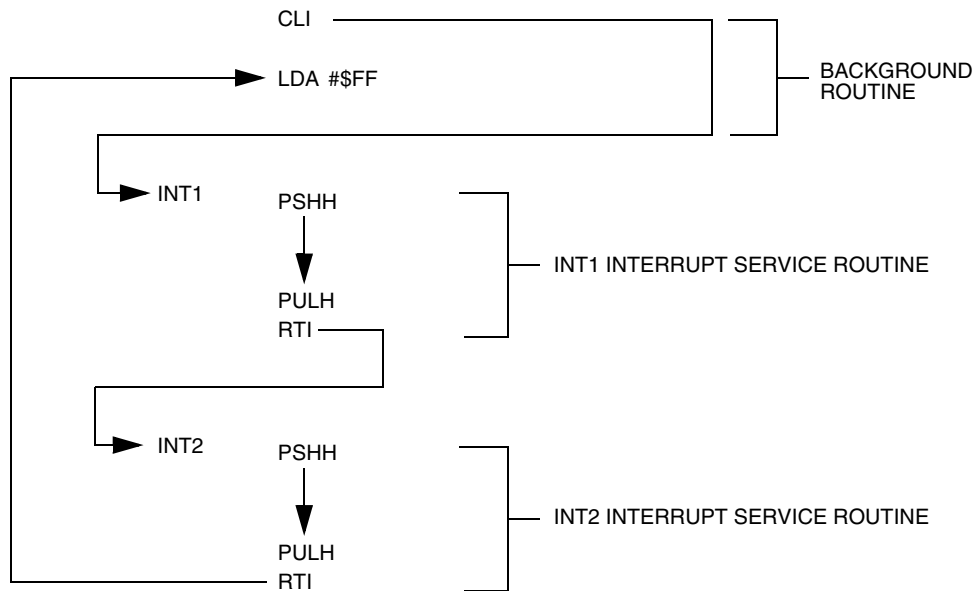 CLI
LDA #$FF
BACKGROUND
ROUTINE
INT1
PSHH
INT1 INTERRUPT SERVICE ROUTINE
PULH
RTI
INT2
PSHH
INT2 INTERRUPT SERVICE ROUTINE
PULH
RTI